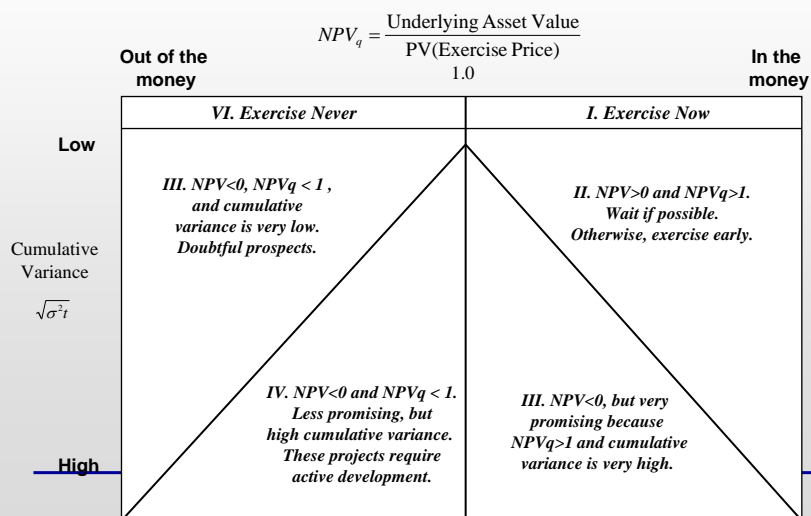 NPV_q = Underlying Asset Value / PV(Exercise Price)
Out of the
money
1.0
In the
money
VI. Exercise Never
I. Exercise Now
Low
III. NPV<0, NPVq < 1 ,
and cumulative
variance is very low.
Doubtful prospects.
II. NPV>0 and NPVq>1.
Wait if possible.
Otherwise, exercise early.
Cumulative
Variance
√σ²t
IV. NPV<0 and NPVq < 1.
Less promising, but
high cumulative variance.
These projects require
active development.
III. NPV<0, but very
promising because
NPVq>1 and cumulative
variance is very high.
High